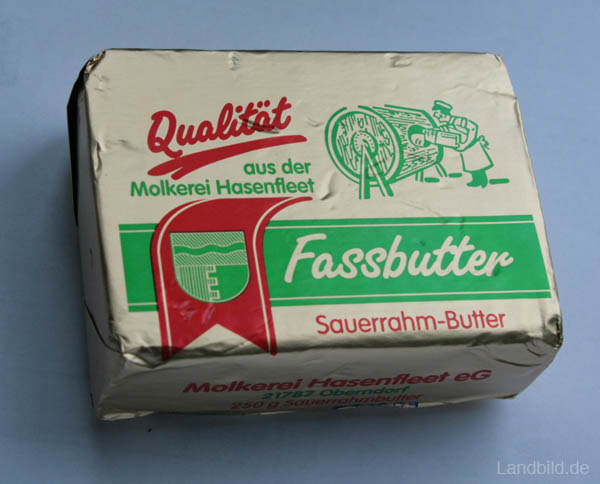 Qualität
aus der
Molkerei Hasenfleet
Fassbutter
Sauerrahm-Butter
Molkerei Hasenfleet eG
21787 Oberndorf
250 g Sauerrahmbutter
Landbild.de